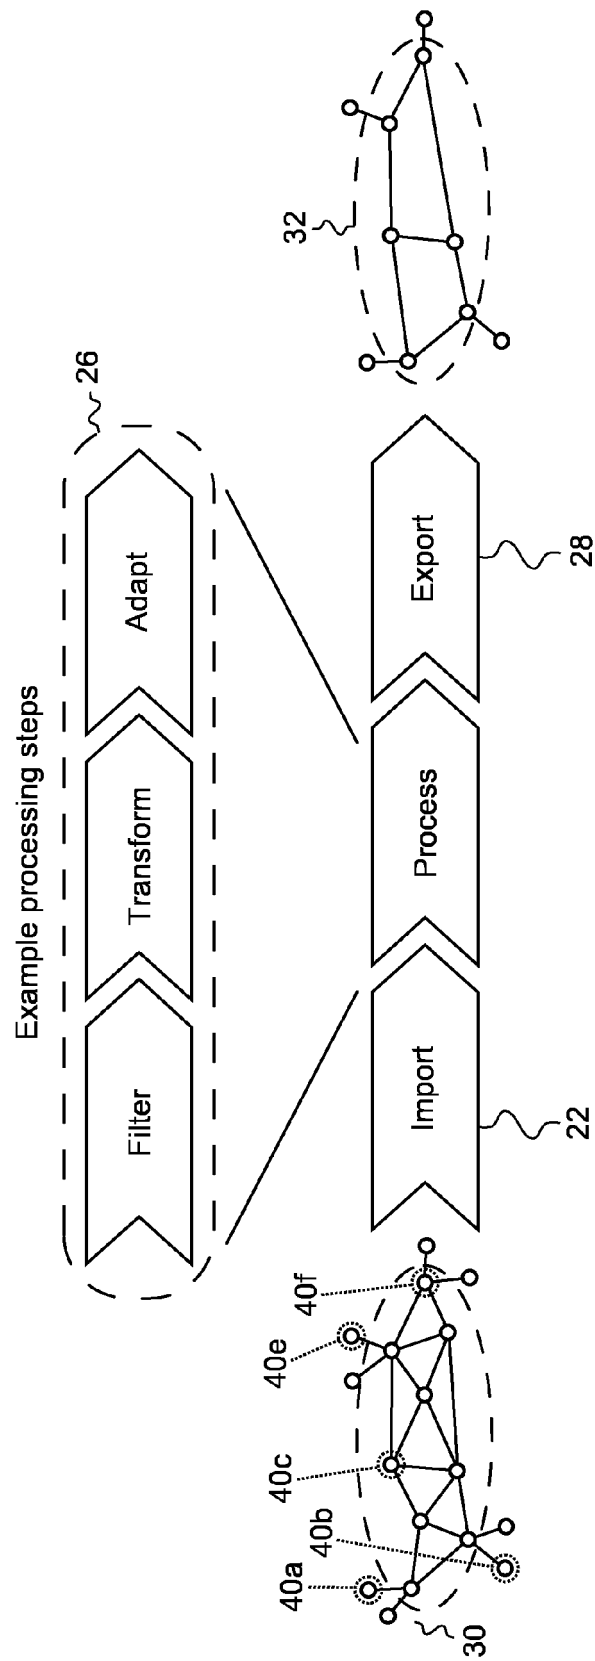 Example processing steps
26
Filter
Transform
Adapt
32
40a
40b
40c
40e
40f
30
Import
Process
Export
22
28